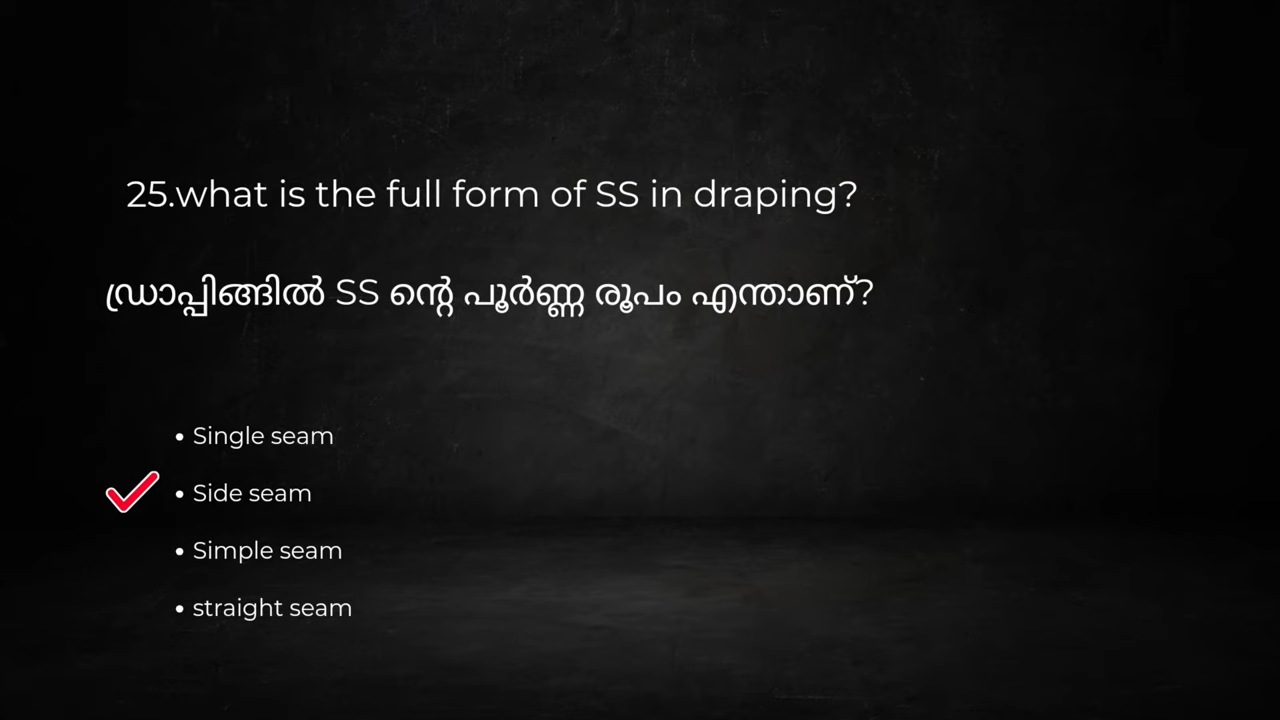 25.what is the full form of SS in draping?
ഡ്രാപ്പിങ്ങിൽ SS ന്റെ പൂർണ്ണ രൂപം എന്താണ്?
• Single seam
• Side seam
• Simple seam
• straight seam